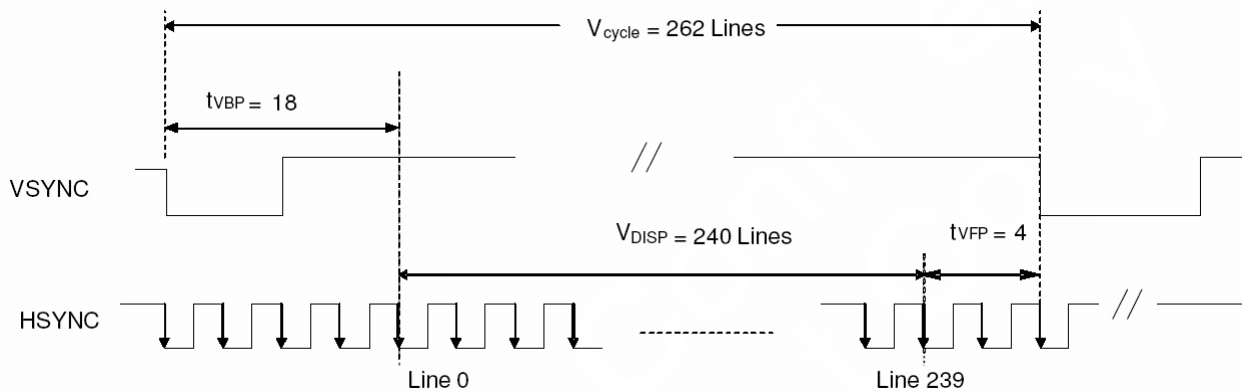 Vcycle = 262 Lines
tVBP = 18
VSYNC
//
VDISP = 240 Lines
tVFP = 4
HSYNC
//
Line 0
Line 239